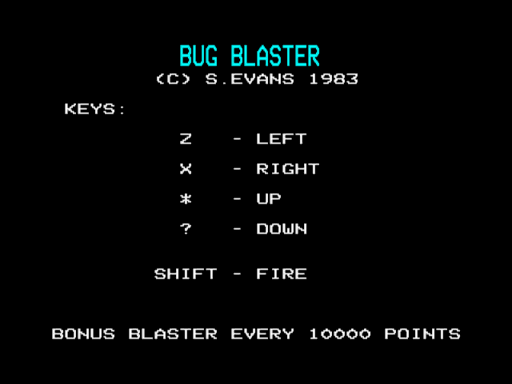 BUG BLASTER
(C) S.EVANS 1983
KEYS:
Z - LEFT
X - RIGHT
* - UP
? - DOWN
SHIFT - FIRE
BONUS BLASTER EVERY 10000 POINTS